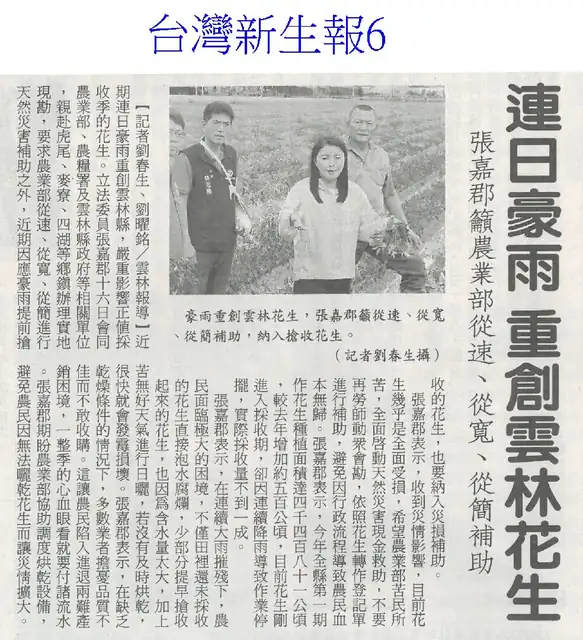 台灣新生報6
連日豪雨 重創雲林花生
張嘉郡籲農業部從速、從寬、從簡補助
豪雨重創雲林花生，張嘉郡籲從速、從寬
、從簡補助，納入搶收花生。
（記者劉春生攝）
【記者劉春生、劉曜銘／雲林報導】近
期連日豪雨重創雲林縣，嚴重影響正值採
收季的花生。立法委員張嘉郡十六日會同
農業部、農糧署及雲林縣政府等相關單位
，親赴虎尾、麥寮、四湖等鄉鎮辦理實地
現勘，要求農業部從速、從寬、從簡進行
天然災害補助之外，近期因應豪雨提前搶
收的花生，也要納入災損補助。
張嘉郡表示，收到災情影響，目前花
生幾乎是全面受損，希望農業部苦民所
苦，全面啓動天然災害現金救助，不要
再勞師動眾會勘，依照花生轉作登記單
進行補助，避免因行政流程導致農民血
本無歸。張嘉郡表示，今年全縣第一期
作花生種植面積達四千四百八十一公頃
，較去年增加約五百公頃，目前花生剛
進入採收期，卻因連續降雨導致作業停
擺，實際採收量不到一成。
張嘉郡表示，在連續大雨摧殘下，農
民面臨極大的困境，不僅田裡還未採收
的花生直接泡水腐爛，少部分提早搶收
起來的花生，也因為含水量太大，加上
苦無好天氣進行日曬，若沒有及時烘乾，
很快就會發霉損壞。張嘉郡表示，在缺乏
乾燥條件的情況下，多數業者擔憂品質不
佳而不敢收購。這讓農民陷入進退兩難產
銷困境，一整季的心血眼看就要付諸流水
。張嘉郡期盼農業部協助調度烘乾設備，
避免農民因無法曬乾花生而讓災情擴大。